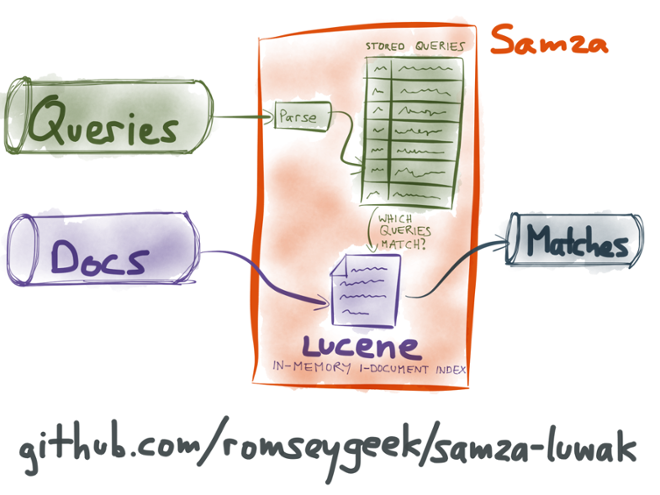 Samza
STORED QUERIES
Queries
Parse
WHICH
QUERIES
MATCH?
Docs
Matches
Lucene
IN-MEMORY 1-DOCUMENT INDEX
github.com/romseygeek/samza-luwak